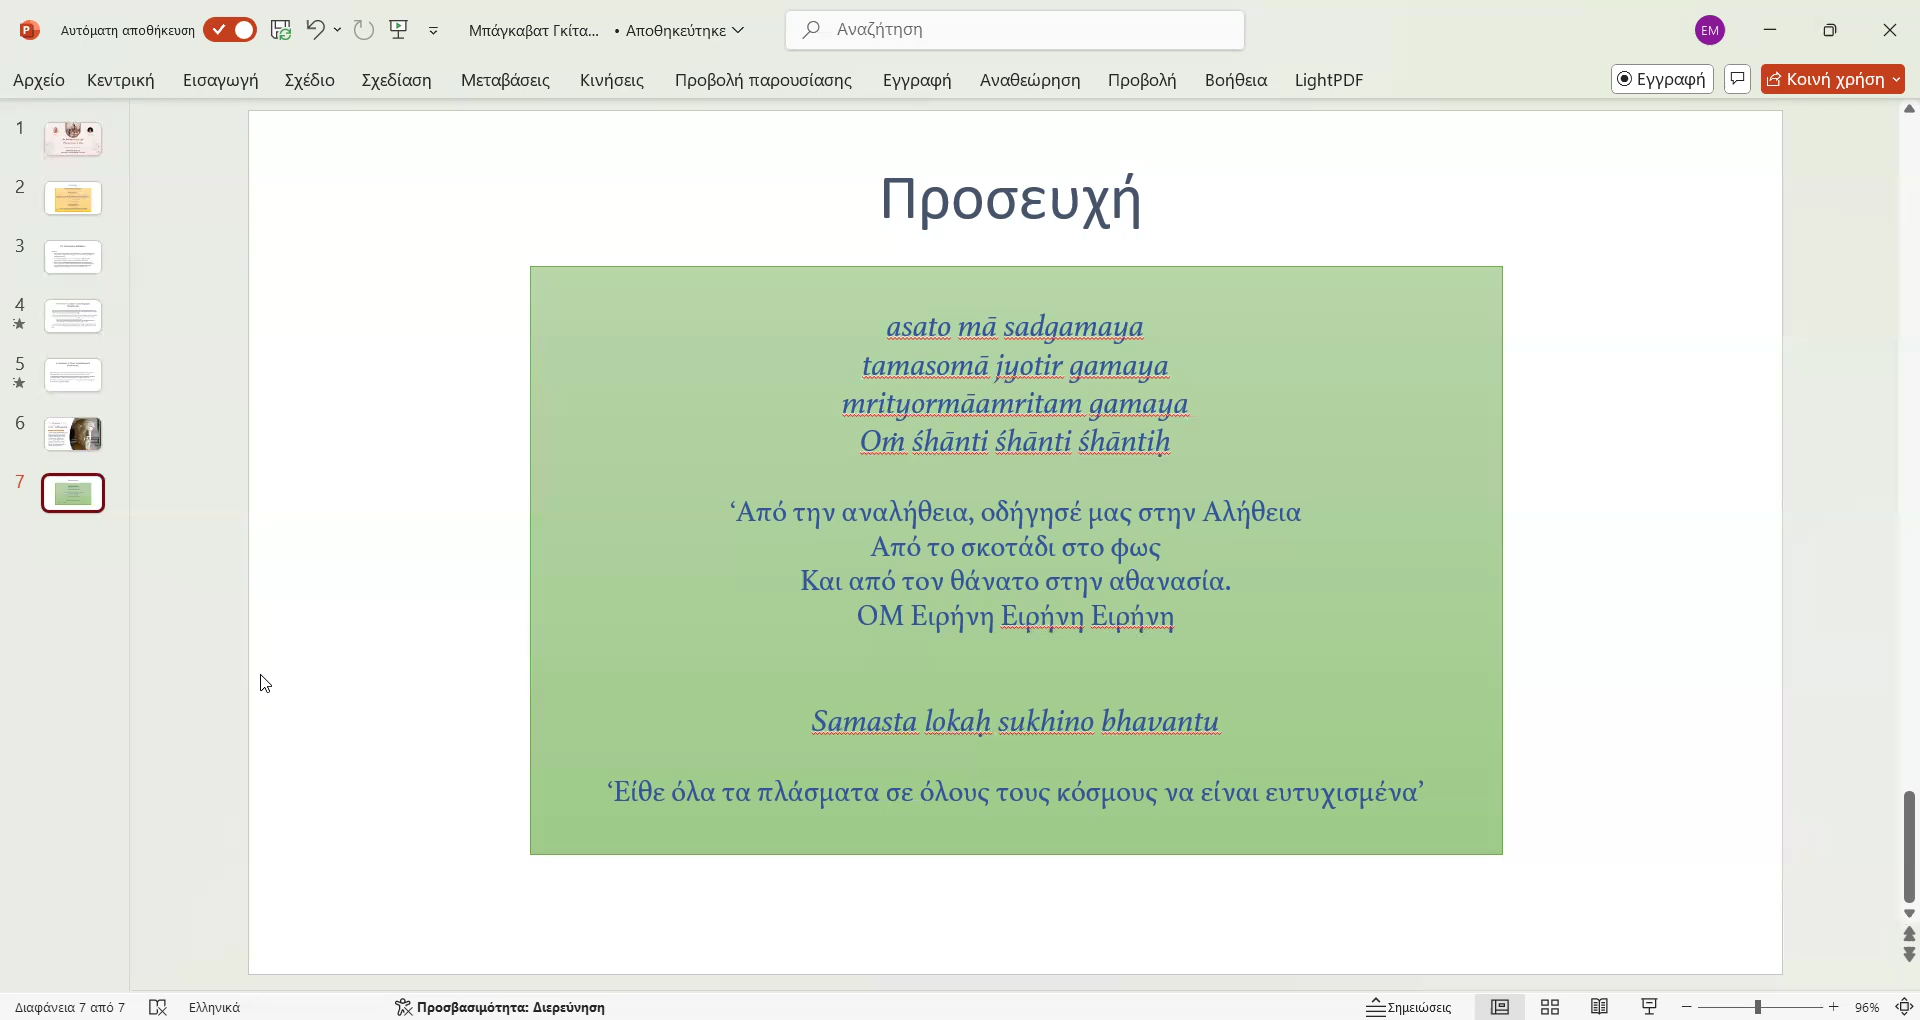 Αυτόματη αποθήκευση
Μπάγκαβατ Γκίτα... • Αποθηκεύτηκε
Αναζήτηση
EM
Αρχείο Κεντρική Εισαγωγή Σχέδιο Σχεδίαση Μεταβάσεις Κινήσεις Προβολή παρουσίασης Εγγραφή Αναθεώρηση Προβολή Βοήθεια LightPDF
Εγγραφή
Κοινή χρήση
1
2
3
4
5
6
7
Προσευχή
asato mā sadgamaya
tamasomā jyotir gamaya
mrityormāamritam gamaya
Oṁ śhānti śhānti śhāntiḥ
‘Από την αναλήθεια, οδήγησέ μας στην Αλήθεια
Από το σκοτάδι στο φως
Και από τον θάνατο στην αθανασία.
ΟΜ Ειρήνη Ειρήνη Ειρήνη
Samasta lokaḥ sukhino bhavantu
‘Είθε όλα τα πλάσματα σε όλους τους κόσμους να είναι ευτυχισμένα’
Διαφάνεια 7 από 7
Ελληνικά
Προσβασιμότητα: Διερεύνηση
Σημειώσεις
96%